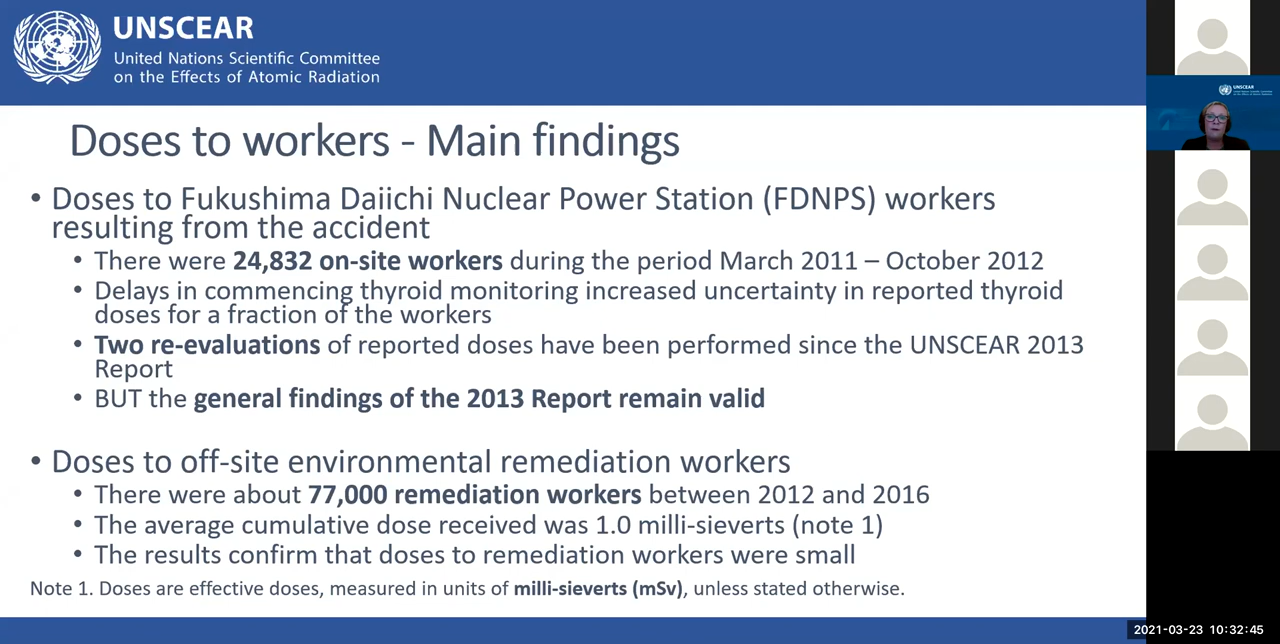 UNSCEAR
United Nations Scientific Committee
on the Effects of Atomic Radiation
UNSCEAR
Doses to workers - Main findings
• Doses to Fukushima Daiichi Nuclear Power Station (FDNPS) workers
resulting from the accident
• There were 24,832 on-site workers during the period March 2011 – October 2012
• Delays in commencing thyroid monitoring increased uncertainty in reported thyroid
doses for a fraction of the workers
• Two re-evaluations of reported doses have been performed since the UNSCEAR 2013
Report
• BUT the general findings of the 2013 Report remain valid
• Doses to off-site environmental remediation workers
• There were about 77,000 remediation workers between 2012 and 2016
• The average cumulative dose received was 1.0 milli-sieverts (note 1)
• The results confirm that doses to remediation workers were small
Note 1. Doses are effective doses, measured in units of milli-sieverts (mSv), unless stated otherwise.
2021-03-23 10:32:45